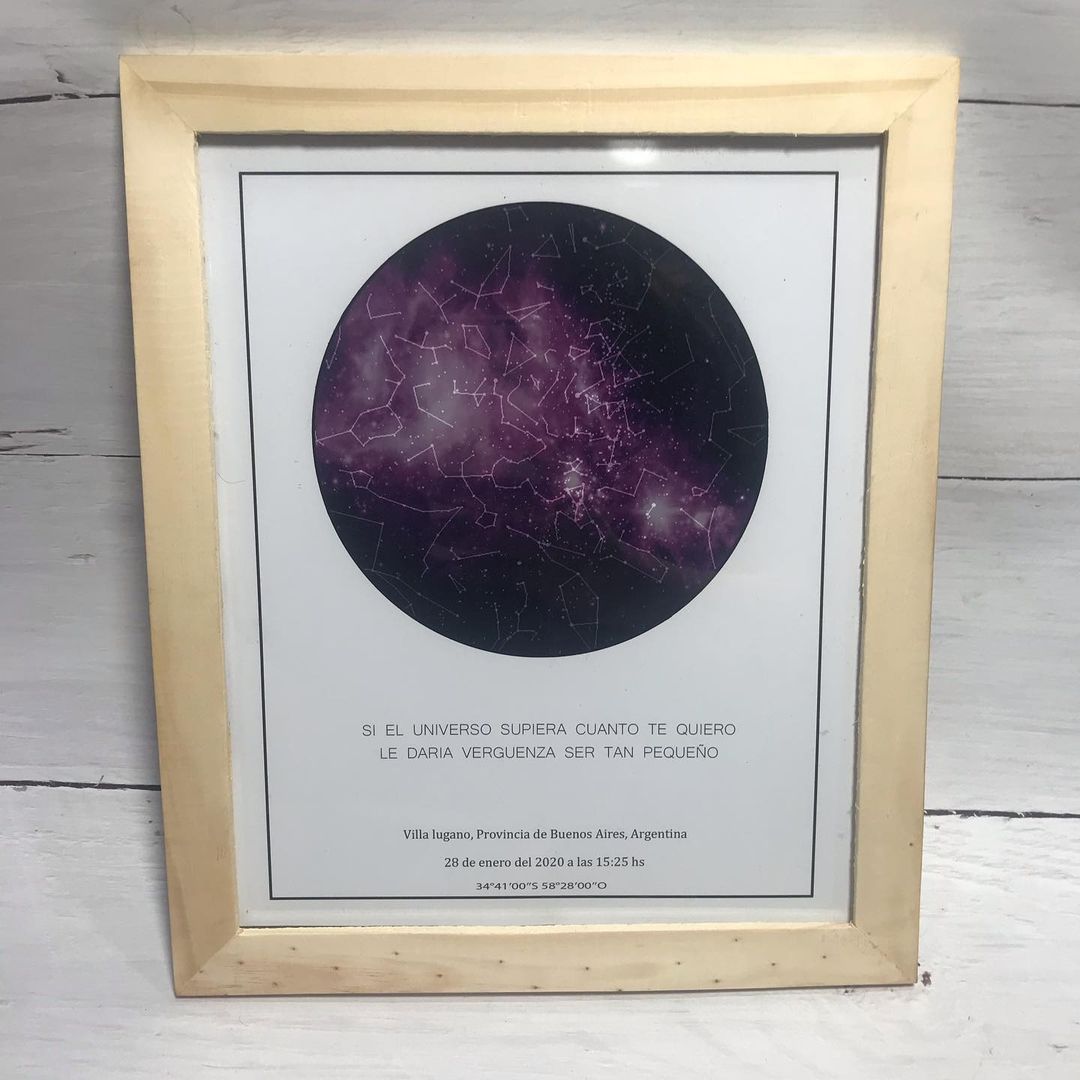 SI EL UNIVERSO SUPIERA CUANTO TE QUIERO
LE DARIA VERGUENZA SER TAN PEQUEÑO
Villa lugano, Provincia de Buenos Aires, Argentina
28 de enero del 2020 a las 15:25 hs
34°41'00"S 58°28'00"O